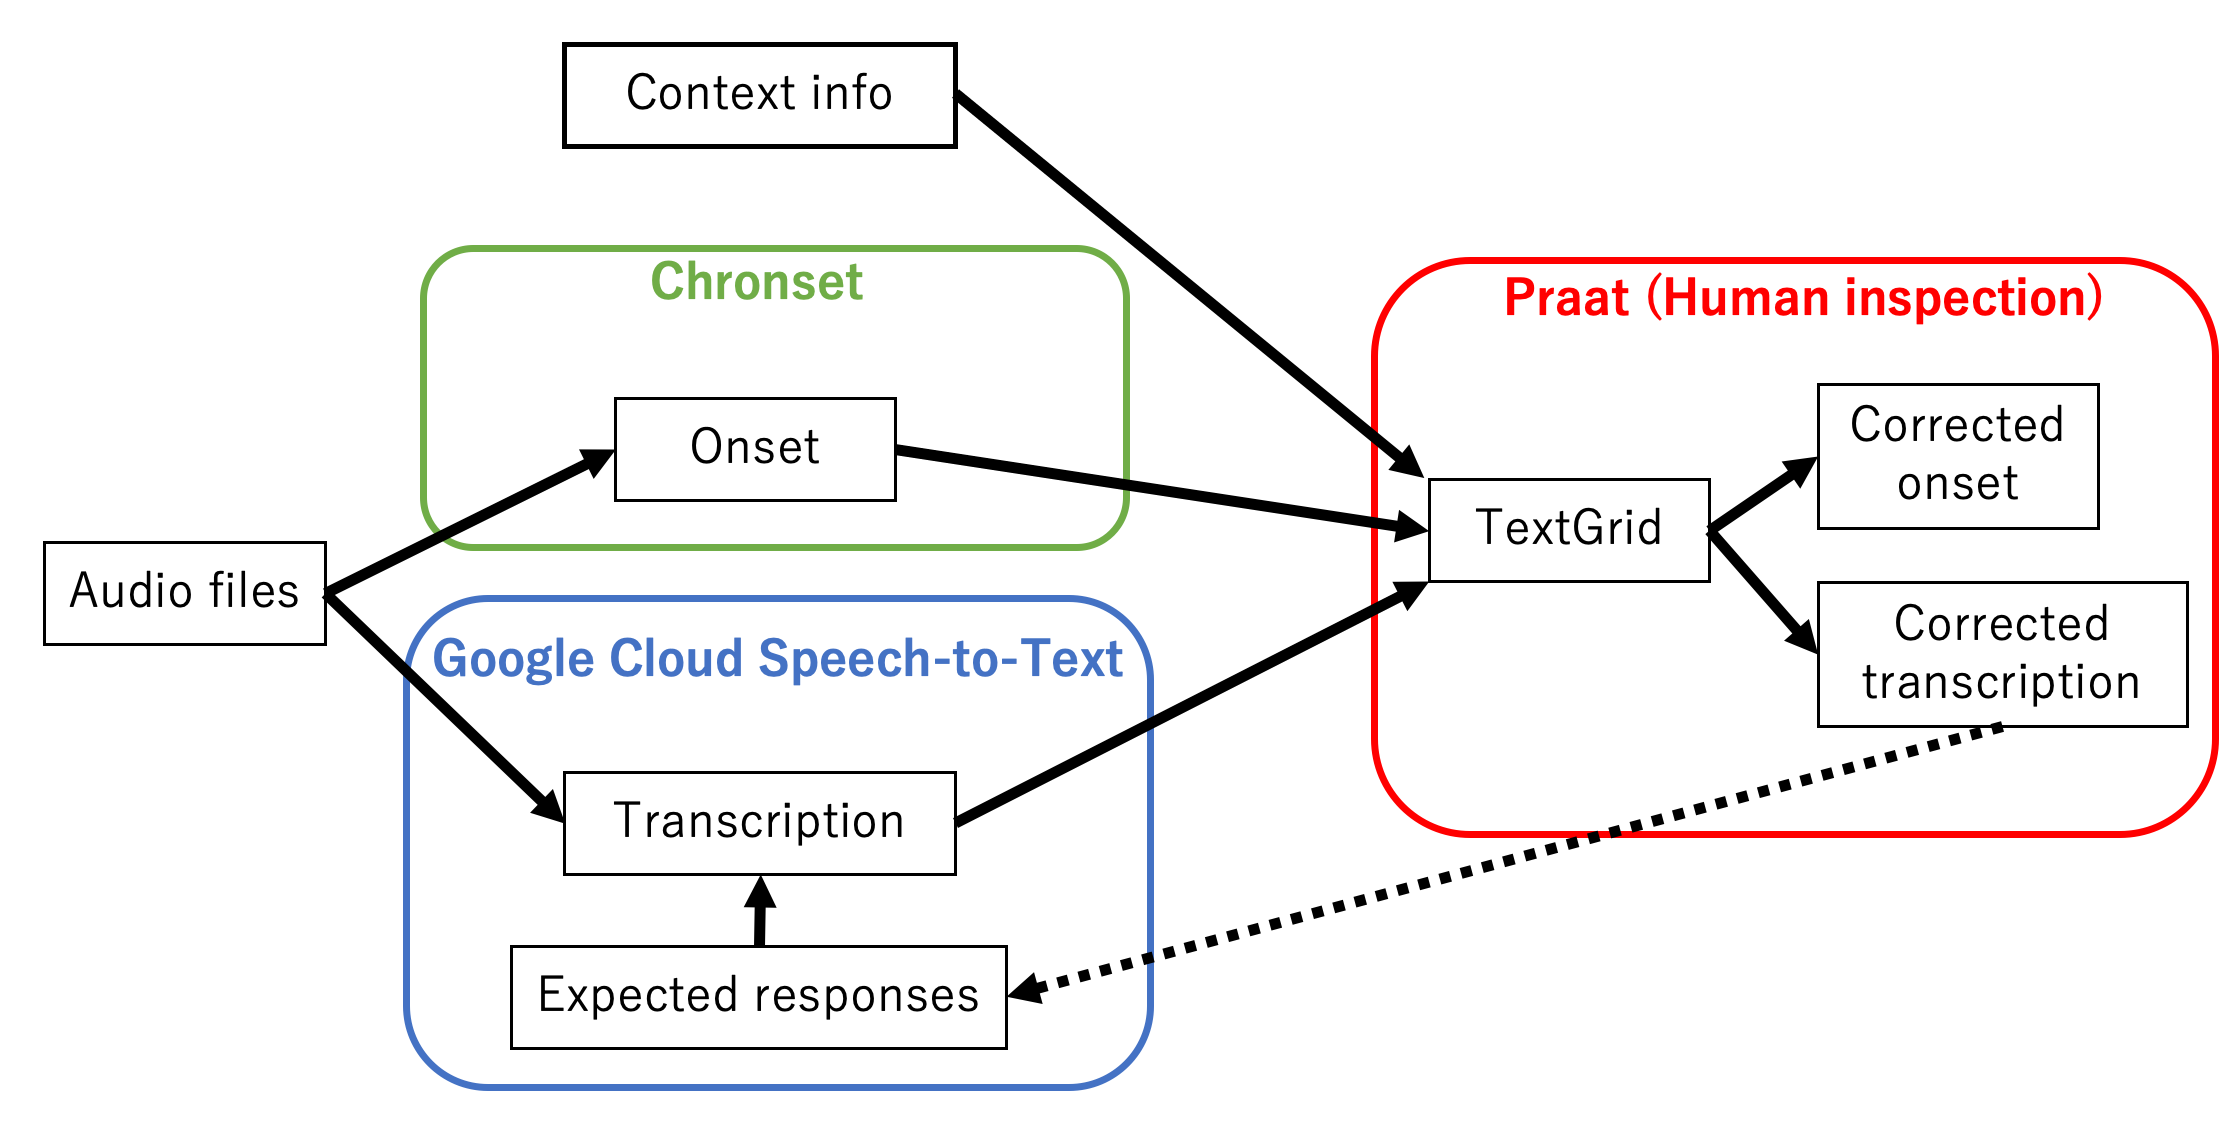 Context info
Chronset
Onset
Audio files
Google Cloud Speech-to-Text
Transcription
Expected responses
Praat (Human inspection)
TextGrid
Corrected
onset
Corrected
transcription